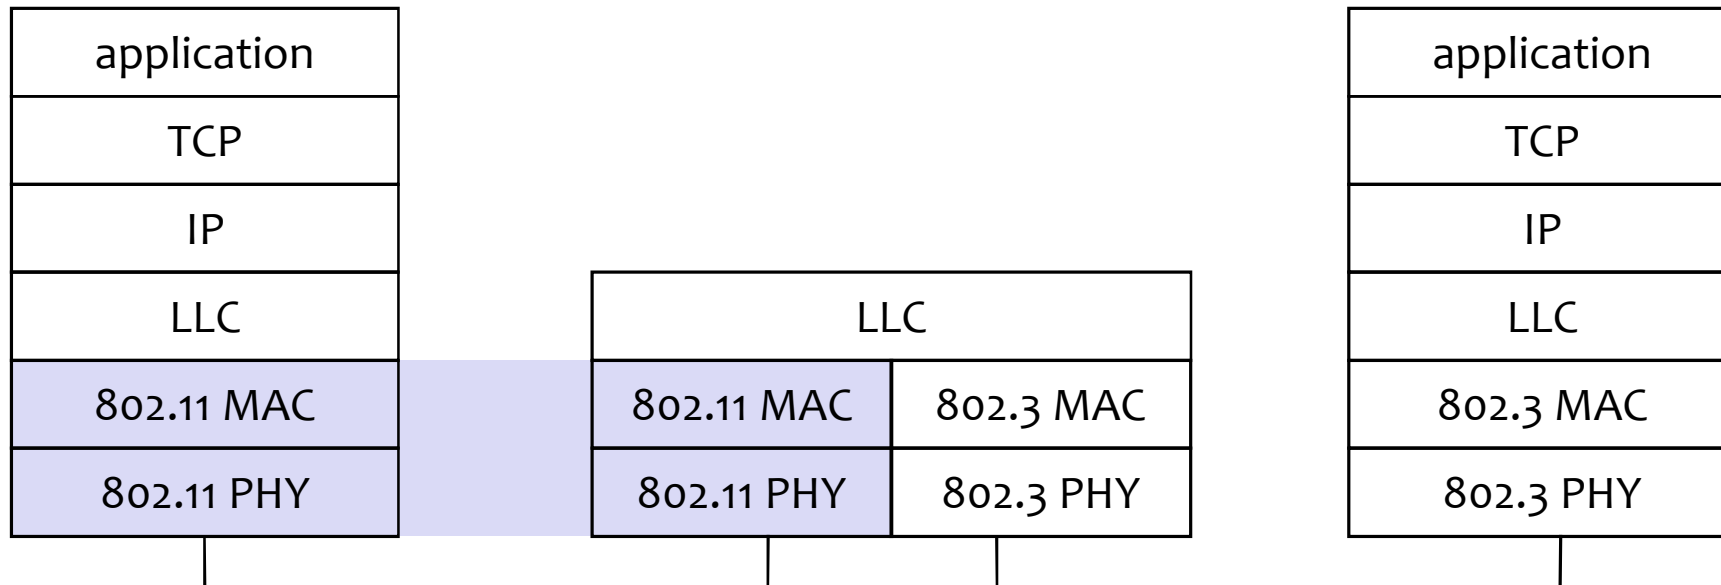 application
TCP
IP
LLC
802.11 MAC
802.11 PHY
LLC
802.11 MAC
802.3 MAC
802.11 PHY
802.3 PHY
application
TCP
IP
LLC
802.3 MAC
802.3 PHY